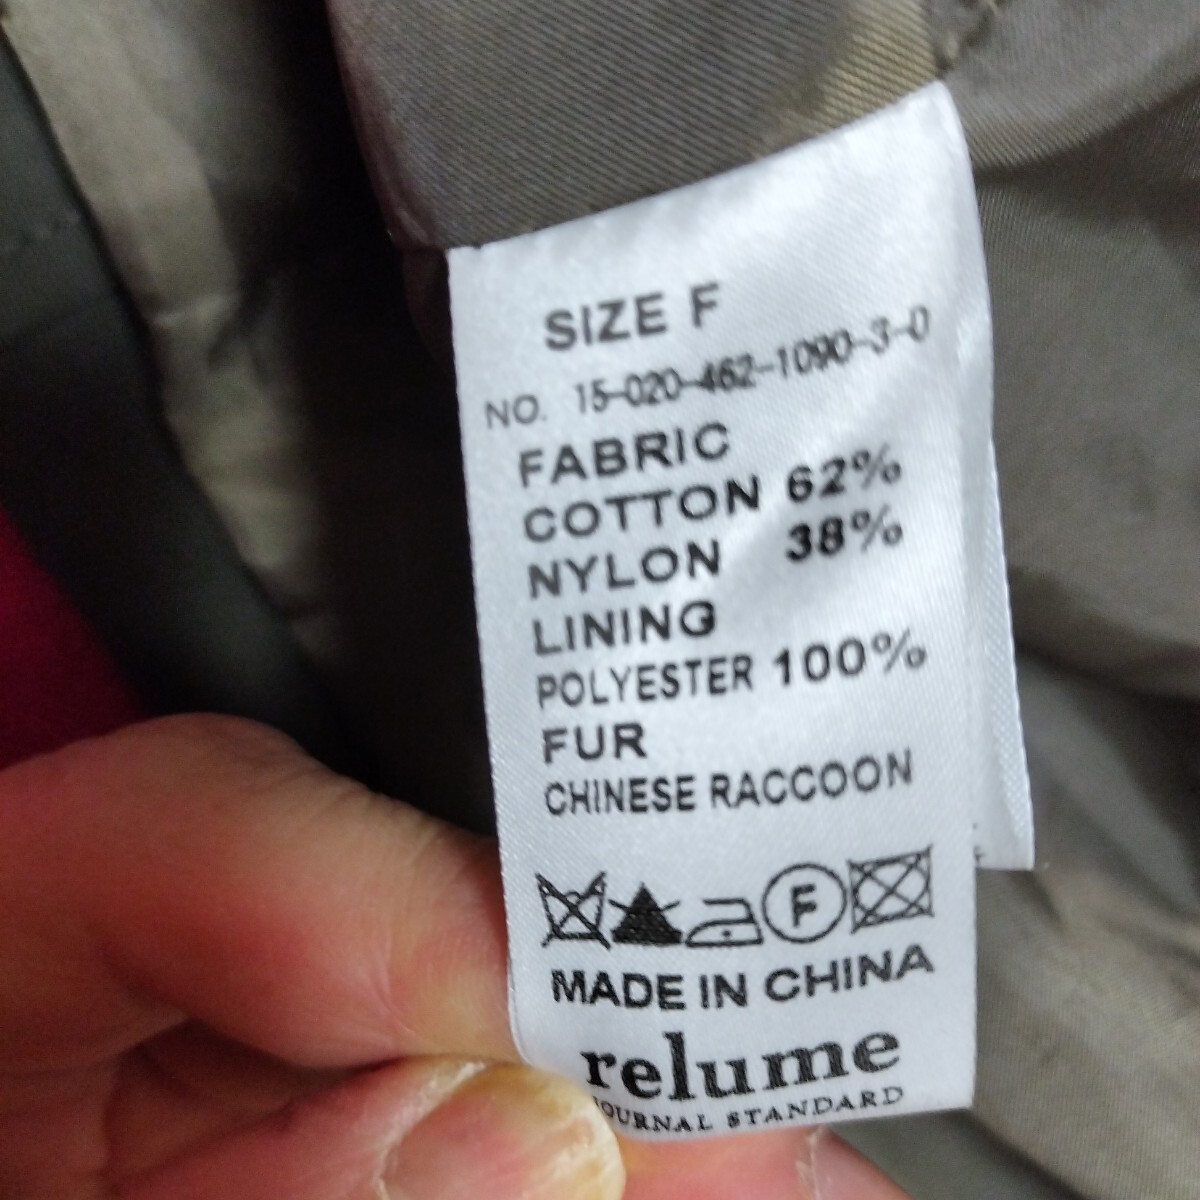 SIZE F
NO. 15-020-462-1090-3-0
FABRIC
COTTON 62%
NYLON 38%
LINING
POLYESTER 100%
FUR
CHINESE RACCOON
F
MADE IN CHINA
relume
JOURNAL STANDARD